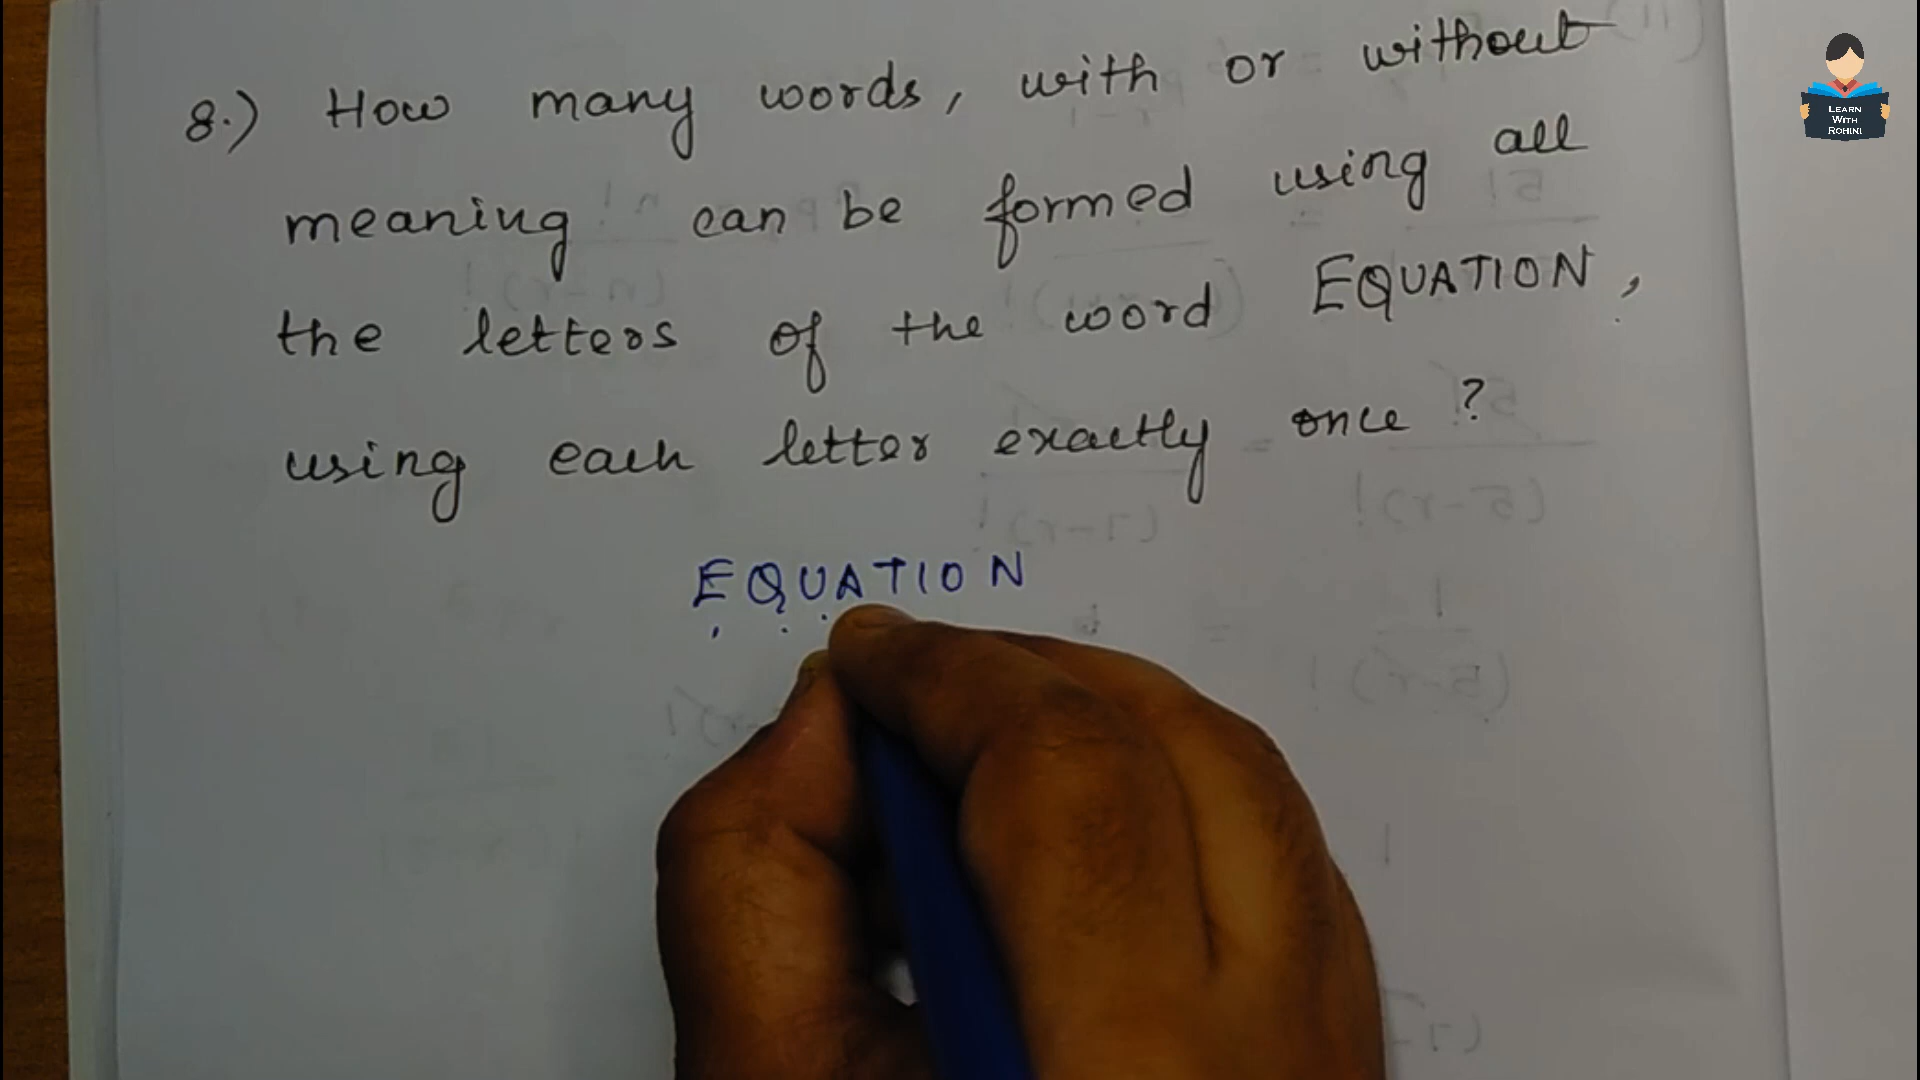 8.) How many words, with or without
meaning can be formed using all
the letters of the word EQUATION,
using each letter exactly once?
EQUATION
LEARN
WITH
ROHINI